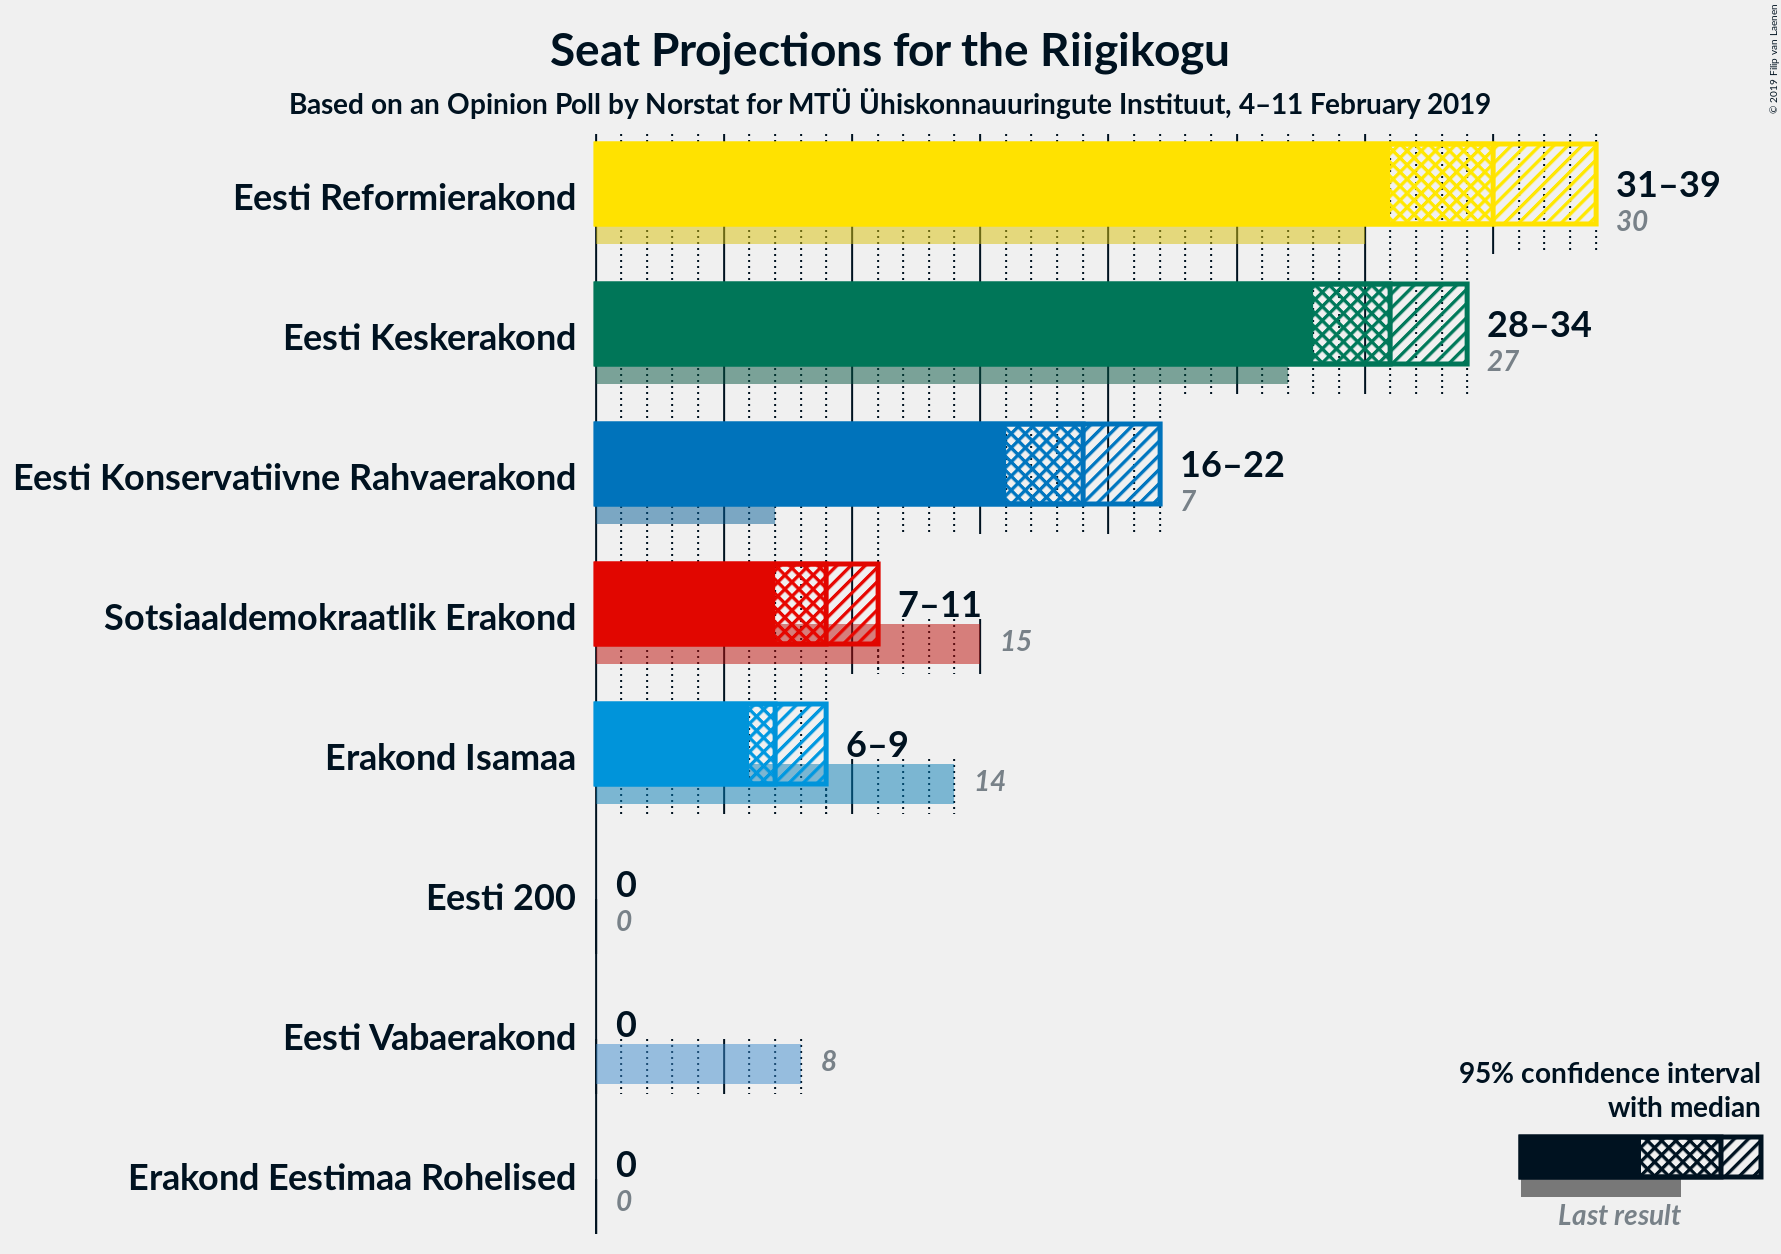 Seat Projections for the Riigikogu
Based on an Opinion Poll by Norstat for MTÜ Ühiskonnauuringute Instituut, 4–11 February 2019
© 2019 Filip van Laenen
Eesti Reformierakond
31–39
30
Eesti Keskerakond
28–34
27
Eesti Konservatiivne Rahvaerakond
16–22
7
Sotsiaaldemokraatlik Erakond
7–11
15
Erakond Isamaa
6–9
14
Eesti 200
0
0
Eesti Vabaerakond
0
8
Erakond Eestimaa Rohelised
0
0
95% confidence interval
with median
Last result